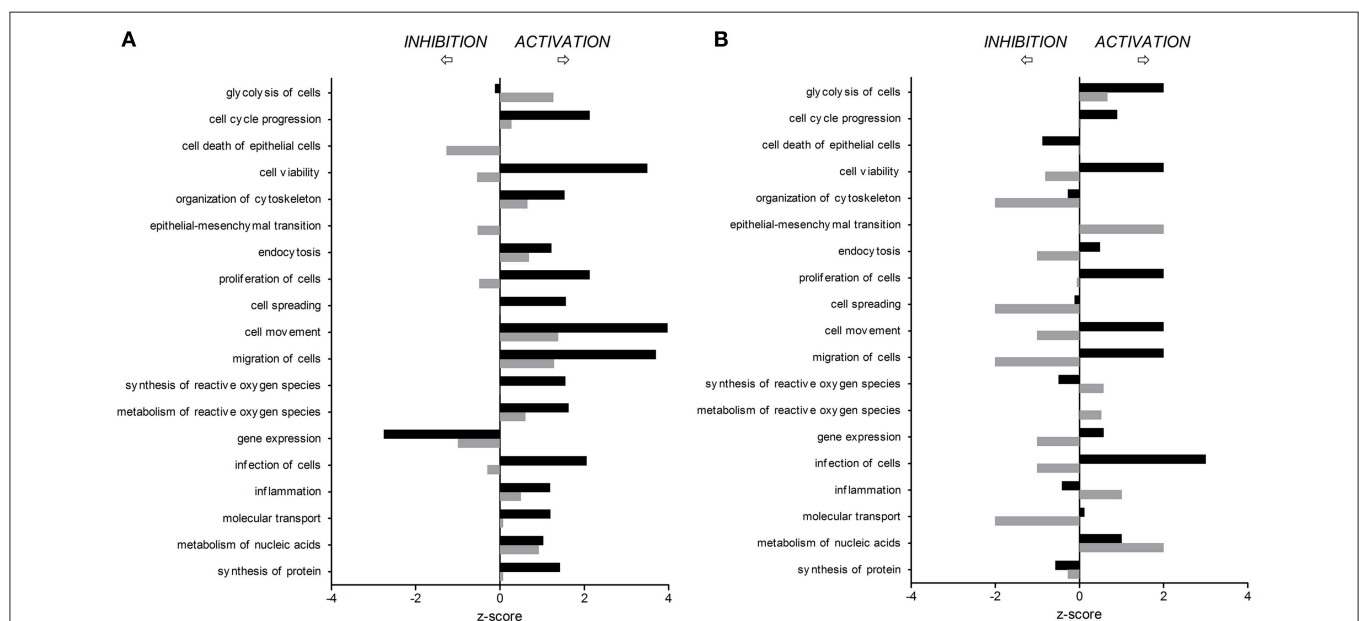 A
INHIBITION ACTIVATION
glycolysis of cells
cell cycle progression
cell death of epithelial cells
cell viability
organization of cytoskeleton
epithelial-mesenchymal transition
endocytosis
proliferation of cells
cell spreading
cell movement
migration of cells
synthesis of reactive oxygen species
metabolism of reactive oxygen species
gene expression
infection of cells
inflammation
molecular transport
metabolism of nucleic acids
synthesis of protein
-4 -2 0 2 4
z-score
B
INHIBITION ACTIVATION
glycolysis of cells
cell cycle progression
cell death of epithelial cells
cell viability
organization of cytoskeleton
epithelial-mesenchymal transition
endocytosis
proliferation of cells
cell spreading
cell movement
migration of cells
synthesis of reactive oxygen species
metabolism of reactive oxygen species
gene expression
infection of cells
inflammation
molecular transport
metabolism of nucleic acids
synthesis of protein
-4 -2 0 2 4
z-score